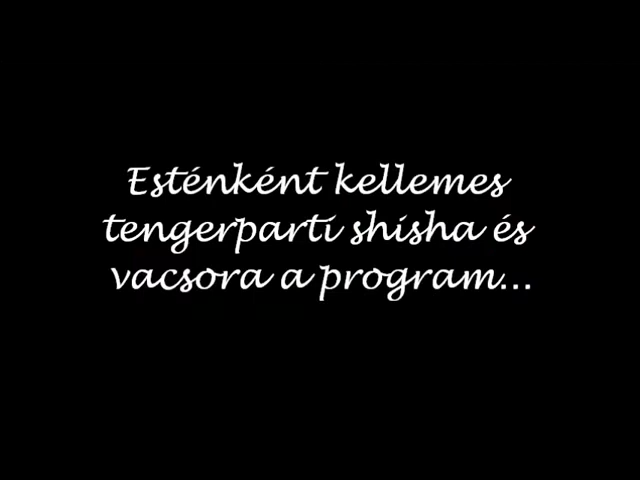 Esténként kellemes
tengerparti shisha és
vacsora a program...